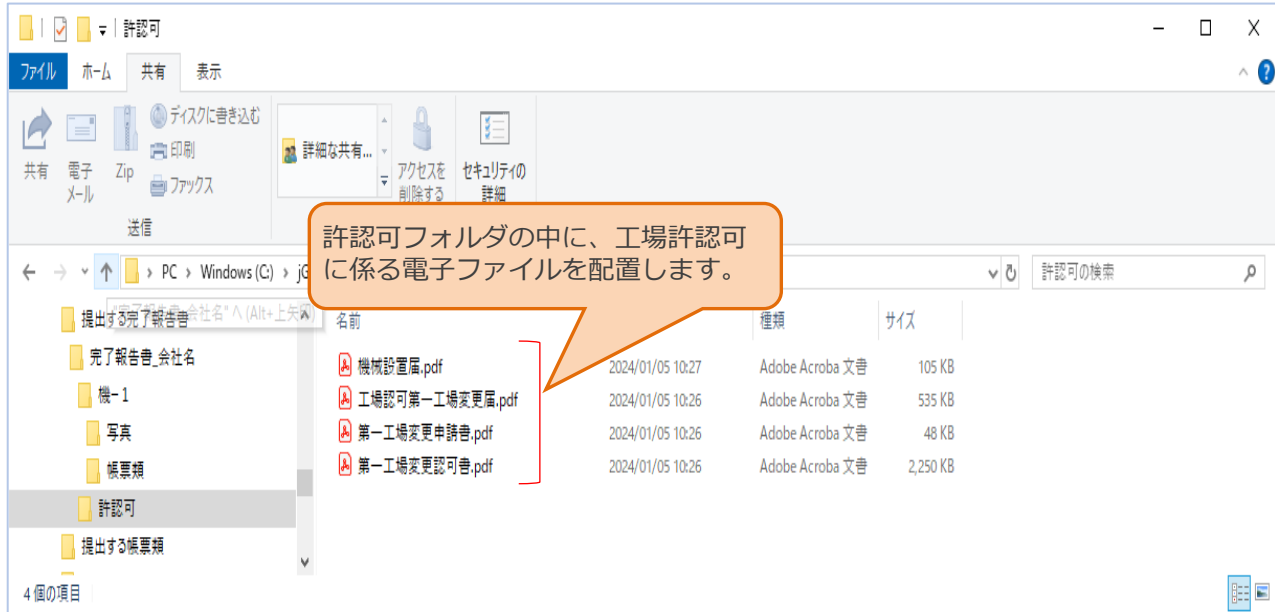 許認可
ファイル ホーム 共有 表示
共有
電子メール
Zip
ディスクに書き込む
印刷
ファックス
送信
詳細な共有...
アクセスを
削除する
セキュリティの
詳細
許認可フォルダの中に、工場許認可
に係る電子ファイルを配置します。
PC › Windows (C:) › jG
許認可の検索
提出する完了報告書
完了報告書_会社名
機-1
写真
帳票類
許認可
提出する帳票類
名前 種類 サイズ
機械設置届.pdf 2024/01/05 10:27 Adobe Acroba 文書 105 KB
工場認可第一工場変更届.pdf 2024/01/05 10:26 Adobe Acroba 文書 535 KB
第一工場変更申請書.pdf 2024/01/05 10:26 Adobe Acroba 文書 48 KB
第一工場変更認可書.pdf 2024/01/05 10:26 Adobe Acroba 文書 2,250 KB
4 個の項目